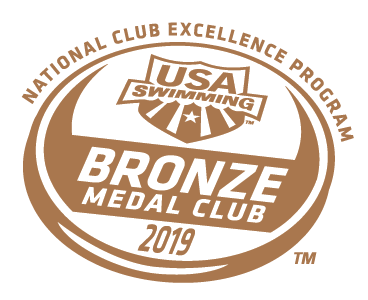 NATIONAL CLUB EXCELLENCE PROGRAM
USA
SWIMMING
TM
BRONZE
MEDAL CLUB
2019
TM